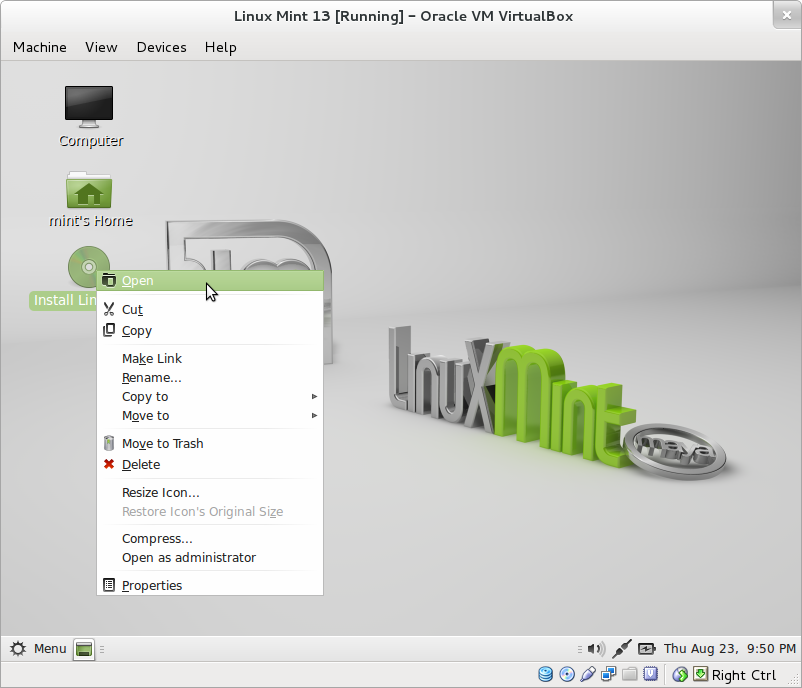 Linux Mint 13 [Running] – Oracle VM VirtualBox
Machine View Devices Help
Computer
mint's Home
Install Lin
Open
Cut
Copy
Make Link
Rename...
Copy to
Move to
Move to Trash
Delete
Resize Icon...
Restore Icon's Original Size
Compress...
Open as administrator
Properties
LinuxMint
maya
Menu
Thu Aug 23, 9:50 PM
Right Ctrl